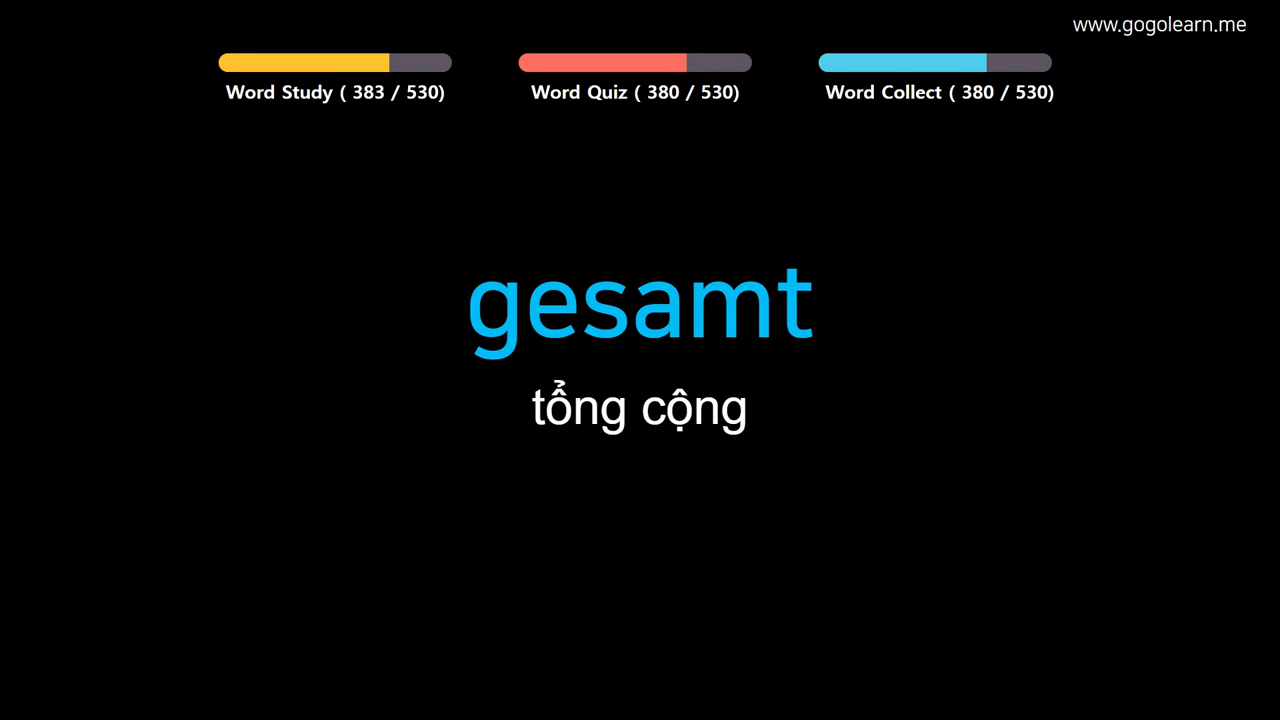 www.gogolearn.me
Word Study ( 383 / 530)
Word Quiz ( 380 / 530)
Word Collect ( 380 / 530)
gesamt
tổng cộng